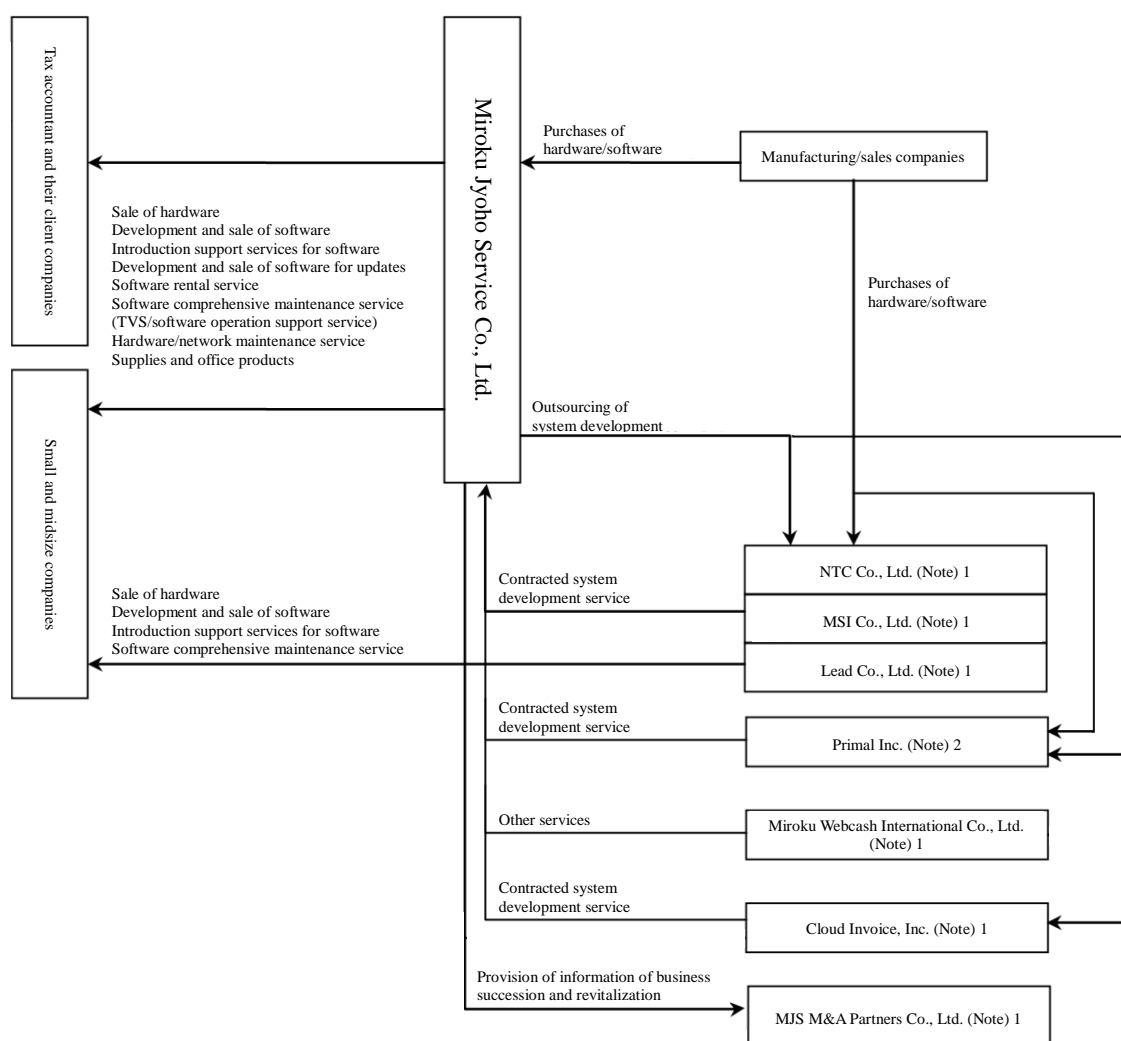 Tax accountant and their client companies
Miroku Jyoho Service Co., Ltd.
Purchases of
hardware/software
Manufacturing/sales companies
Sale of hardware
Development and sale of software
Introduction support services for software
Development and sale of software for updates
Software rental service
Software comprehensive maintenance service
(TVS/software operation support service)
Hardware/network maintenance service
Supplies and office products
Purchases of
hardware/software
Small and midsize companies
Outsourcing of
system development
NTC Co., Ltd. (Note) 1
Contracted system
development service
MSI Co., Ltd. (Note) 1
Sale of hardware
Development and sale of software
Introduction support services for software
Software comprehensive maintenance service
Lead Co., Ltd. (Note) 1
Contracted system
development service
Primal Inc. (Note) 2
Other services
Miroku Webcash International Co., Ltd.
(Note) 1
Contracted system
development service
Cloud Invoice, Inc. (Note) 1
Provision of information of business
succession and revitalization
MJS M&A Partners Co., Ltd. (Note) 1